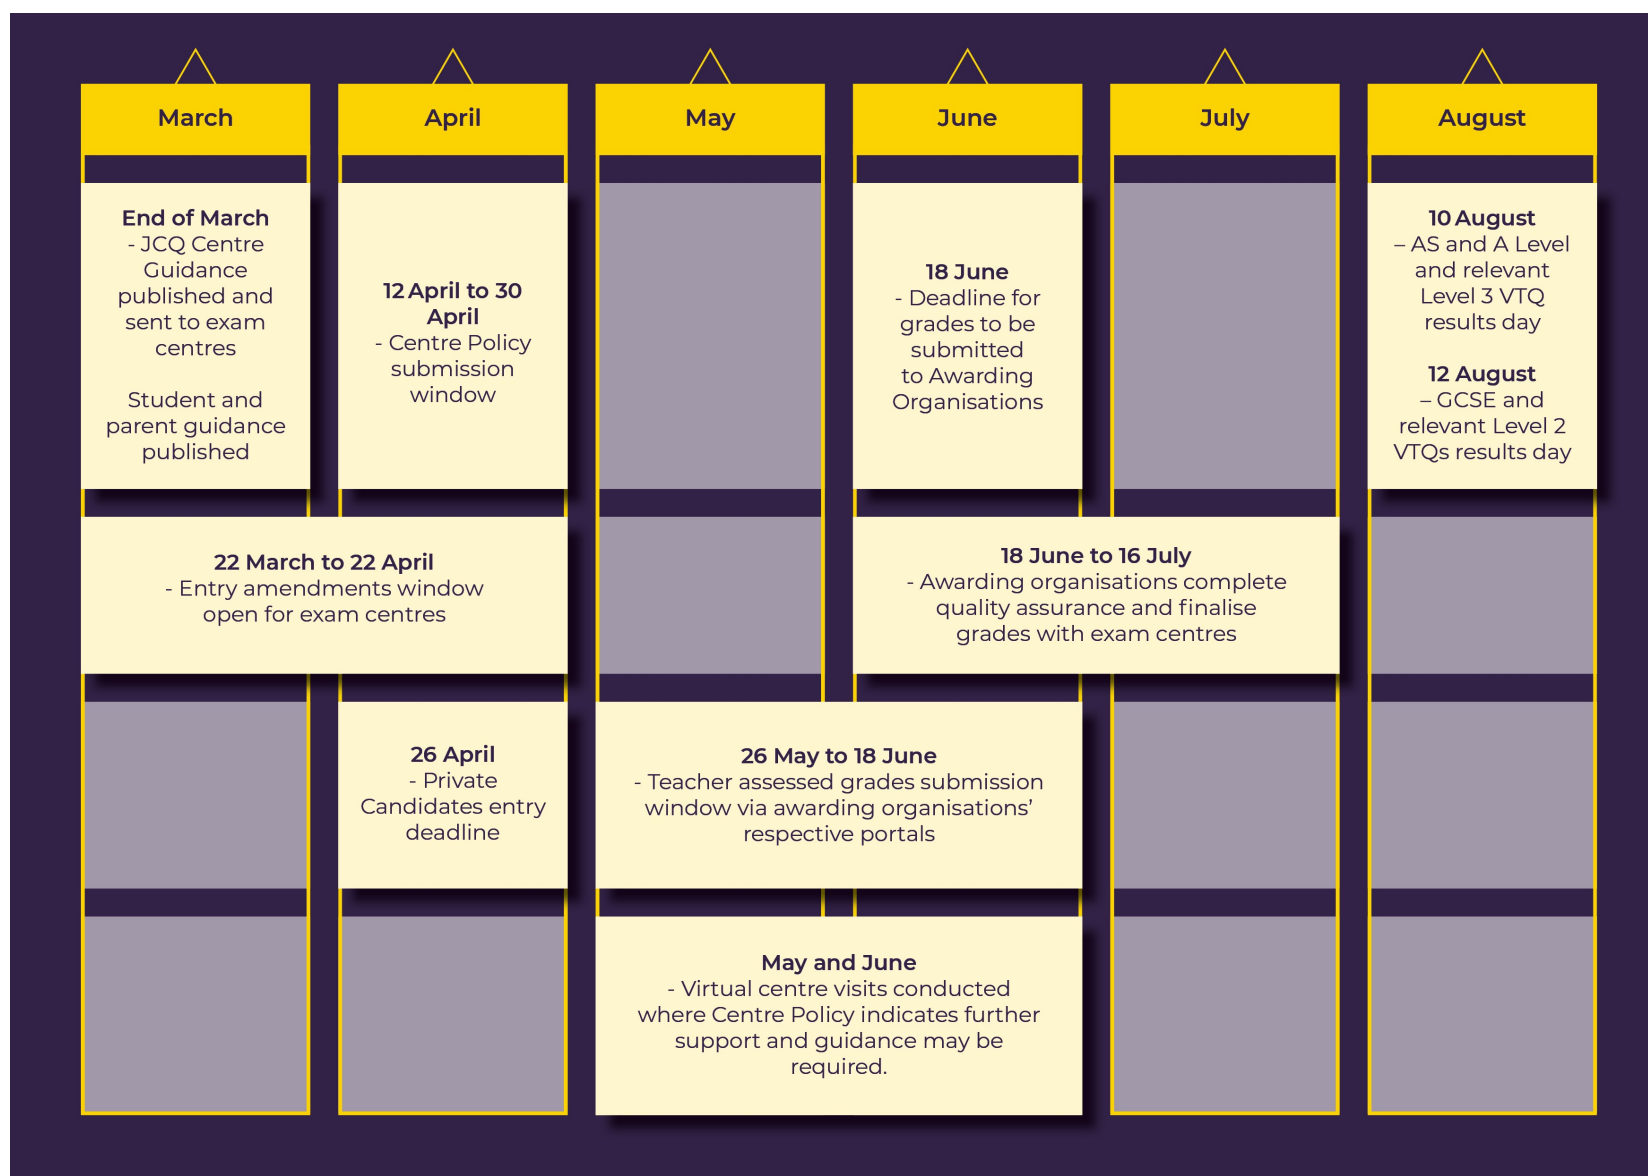 March
April
May
June
July
August
End of March
- JCQ Centre
Guidance
published and
sent to exam
centres
Student and
parent guidance
published
12 April to 30
April
- Centre Policy
submission
window
18 June
- Deadline for
grades to be
submitted
to Awarding
Organisations
10 August
– AS and A Level
and relevant
Level 3 VTQ
results day
12 August
– GCSE and
relevant Level 2
VTQs results day
22 March to 22 April
- Entry amendments window
open for exam centres
18 June to 16 July
- Awarding organisations complete
quality assurance and finalise
grades with exam centres
26 April
- Private
Candidates entry
deadline
26 May to 18 June
- Teacher assessed grades submission
window via awarding organisations’
respective portals
May and June
- Virtual centre visits conducted
where Centre Policy indicates further
support and guidance may be
required.